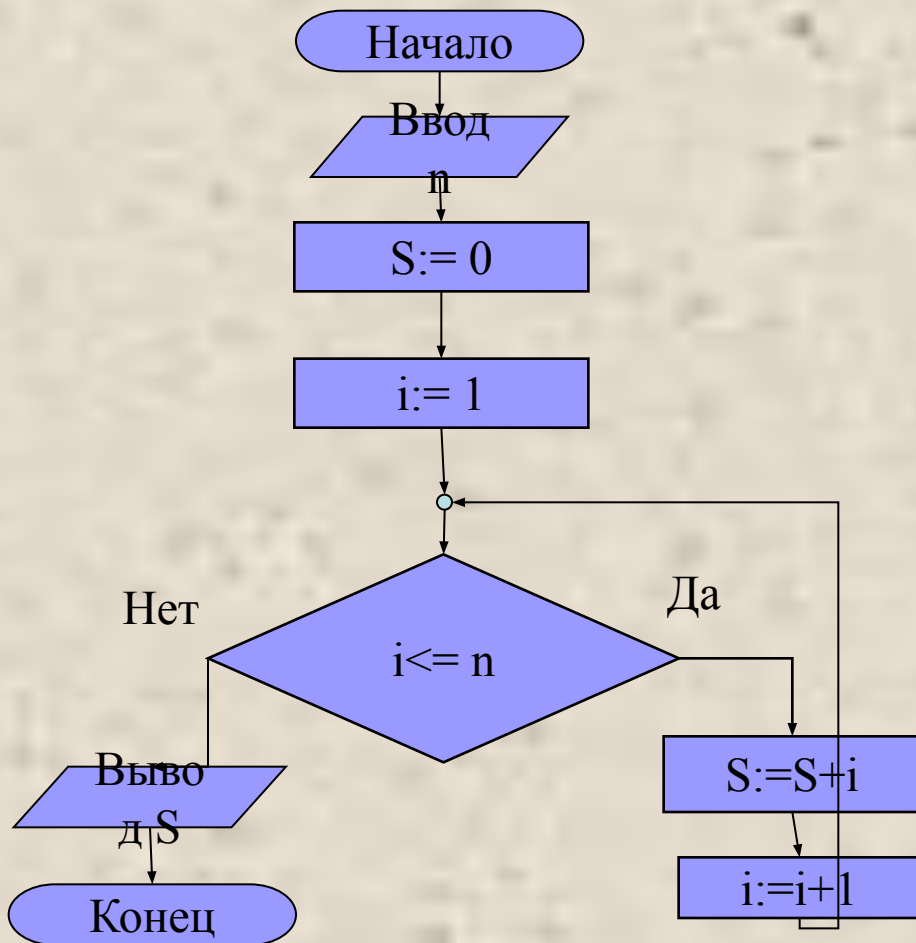 Начало
Ввод
n
S:= 0
i:= 1
Нет
Да
i<= n
S:=S+i
Выво
д S
i:=i+1
Конец